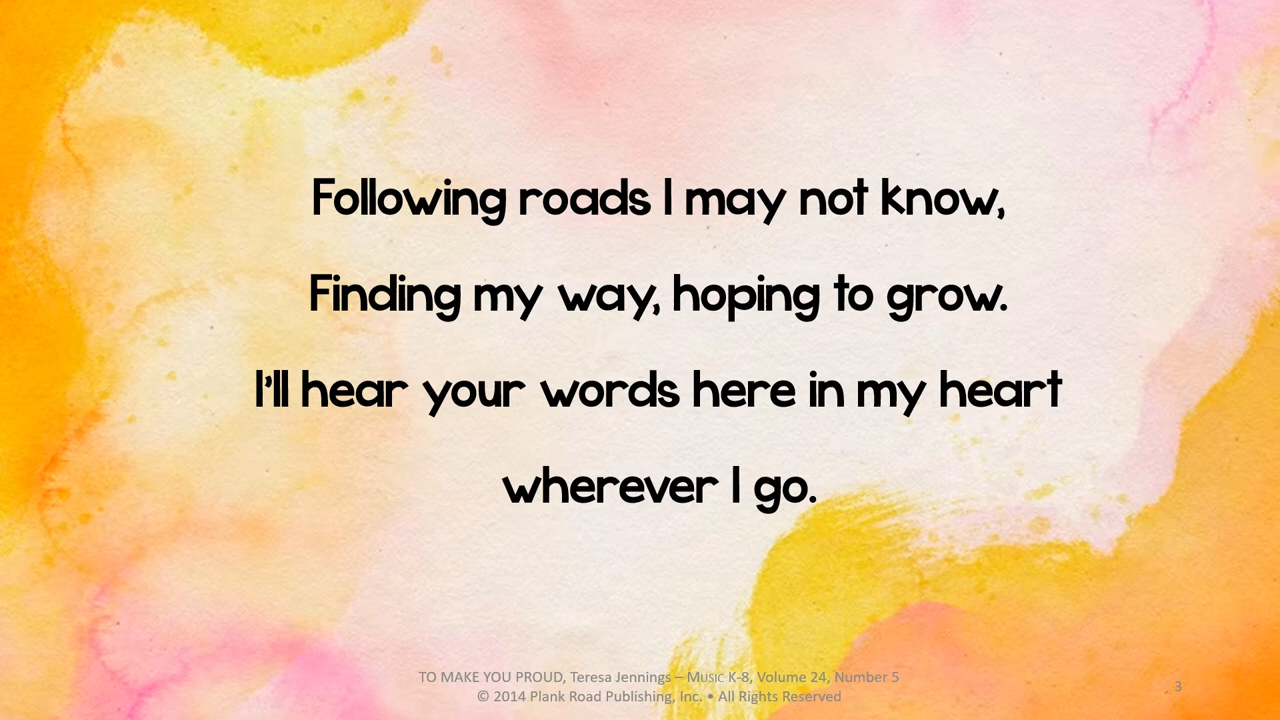 Following roads I may not know,
Finding my way, hoping to grow.
I'll hear your words here in my heart
wherever I go.
TO MAKE YOU PROUD, Teresa Jennings – MUSIC K-8, Volume 24, Number 5
© 2014 Plank Road Publishing, Inc. • All Rights Reserved
3